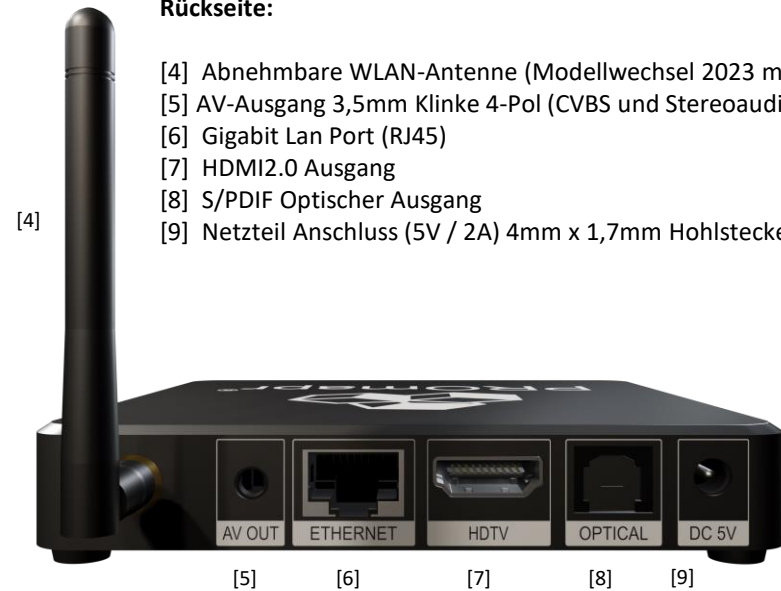 Rückseite:
[4] Abnehmbare WLAN-Antenne (Modellwechsel 2023 m
[5] AV-Ausgang 3,5mm Klinke 4-Pol (CVBS und Stereoaudi
[6] Gigabit Lan Port (RJ45)
[7] HDMI2.0 Ausgang
[8] S/PDIF Optischer Ausgang
[9] Netzteil Anschluss (5V / 2A) 4mm x 1,7mm Hohlstecke
[4]
AV OUT ETHERNET HDTV OPTICAL DC 5V
[5] [6] [7] [8] [9]